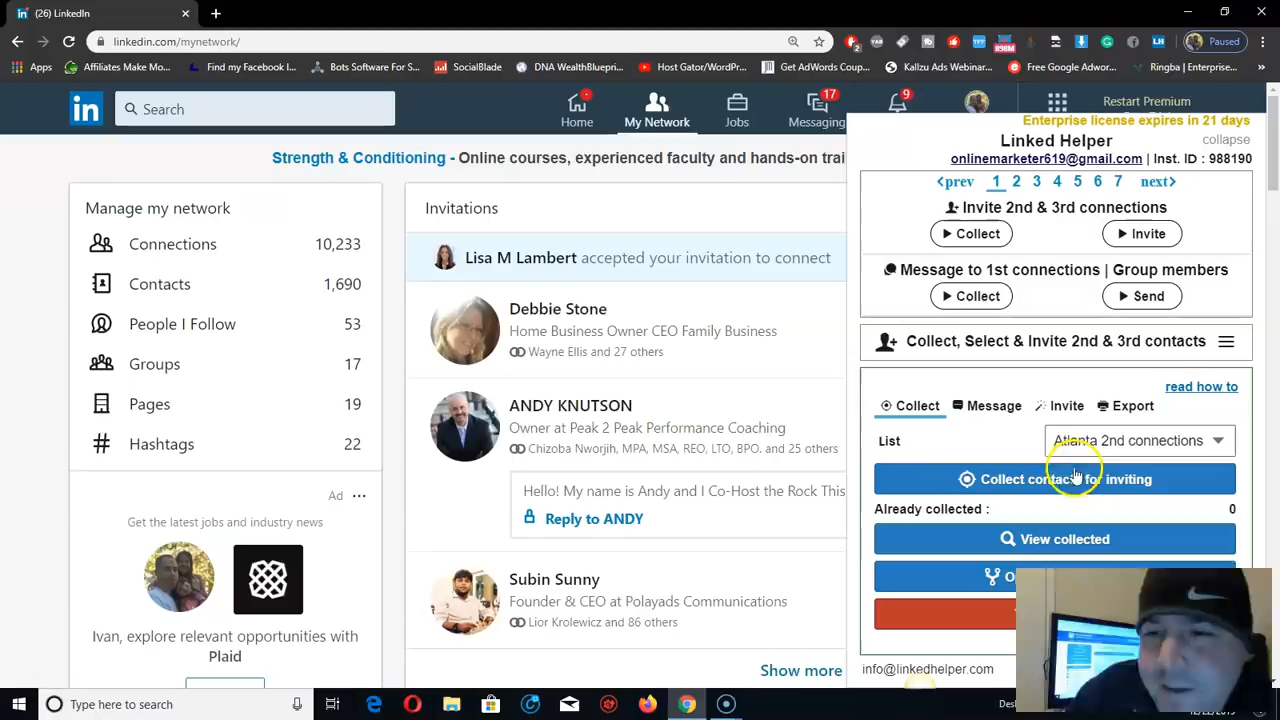 (26) LinkedIn
linkedin.com/mynetwork/
Paused
Apps
Affiliates Make Mo...
Find my Facebook I...
Bots Software For S...
SocialBlade
DNA WealthBluepri...
Host Gator/WordPr...
Get AdWords Coup...
Kallzu Ads Webinar...
Free Google Adwor...
Ringba | Enterprise...
in
Search
Home
My Network
Jobs
17
Messaging
9
Restart Premium
Strength & Conditioning - Online courses, experienced faculty and hands-on trai
Manage my network
Connections 10,233
Contacts 1,690
People I Follow 53
Groups 17
Pages 19
Hashtags 22
Ad
Get the latest jobs and industry news
Ivan, explore relevant opportunities with
Plaid
Invitations
Lisa M Lambert accepted your invitation to connect
Debbie Stone
Home Business Owner CEO Family Business
Wayne Ellis and 27 others
ANDY KNUTSON
Owner at Peak 2 Peak Performance Coaching
Chizoba Nworjih, MPA, MSA, REO, LTO, BPO. and 25 others
Hello! My name is Andy and I Co-Host the Rock This
Reply to ANDY
Subin Sunny
Founder & CEO at Polayads Communications
Lior Krolewicz and 86 others
Show more
Enterprise license expires in 21 days
Linked Helper
collapse
onlinemarketer619@gmail.com | Inst. ID : 988190
<prev 1 2 3 4 5 6 7 next>
Invite 2nd & 3rd connections
Collect
Invite
Message to 1st connections | Group members
Collect
Send
Collect, Select & Invite 2nd & 3rd contacts
read how to
Collect
Message
Invite
Export
List
Atlanta 2nd connections
Collect for inviting
Already collected : 0
View collected
info@linkedhelper.com
Type here to search